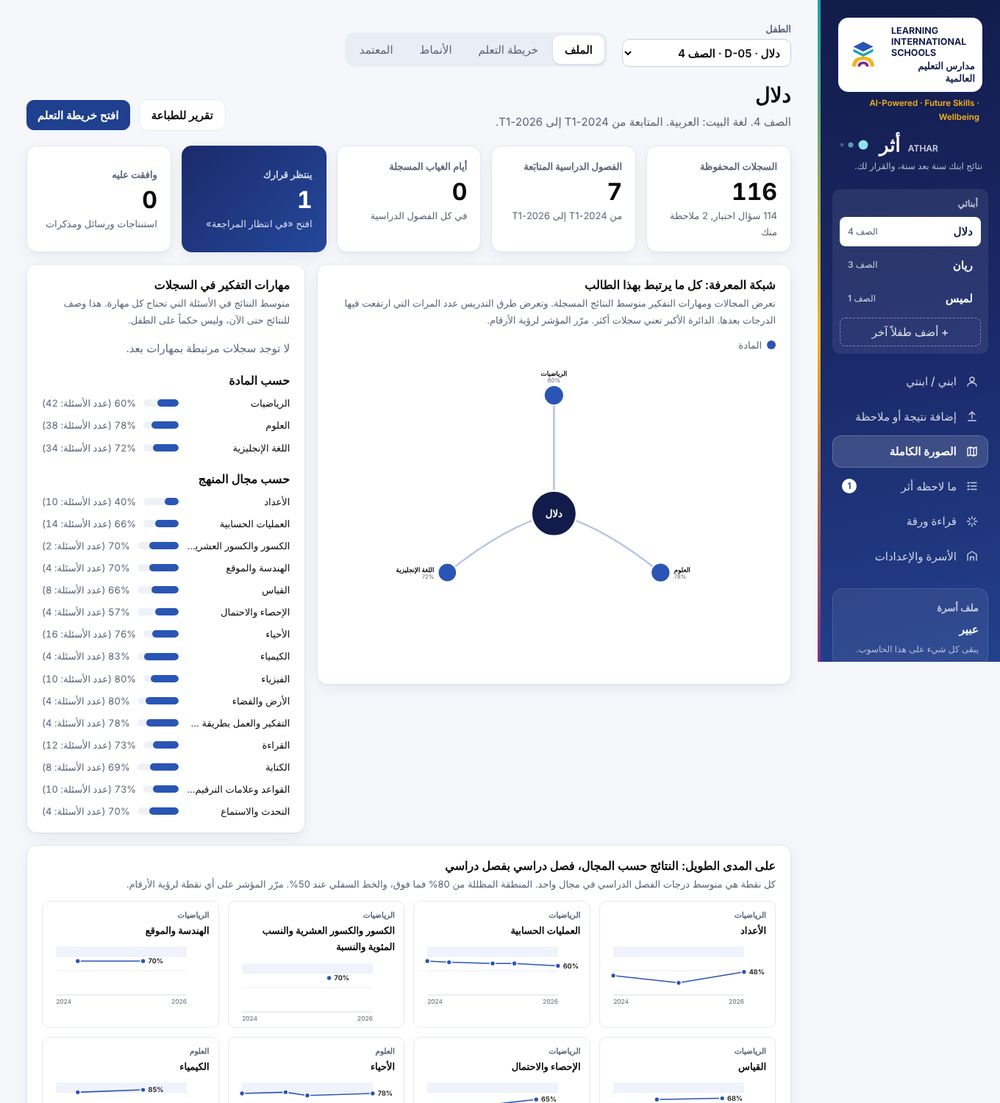 LEARNING
INTERNATIONAL
SCHOOLS
مدارس التعليم
العالمية
AI-Powered · Future Skills ·
Wellbeing
أثر ATHAR
نتائج ابنك سنة بعد سنة، والقرار لك.
أبنائي
دلال الصف 4
ريان الصف 3
لميس الصف 1
+ أضف طفلاً آخر
ابني / ابنتي
إضافة نتيجة أو ملاحظة
الصورة الكاملة
ما لاحظه أثر 1
قراءة ورقة
الأسرة والإعدادات
ملف أسرة
عبير
يبقى كل شيء على هذا الحاسوب.
الطفل
دلال · D-05 · الصف 4
الملف
خريطة التعلم
الأنماط
المعتمد
دلال
الصف 4. لغة البيت: العربية. المتابعة من T1-2024 إلى T1-2026.
تقرير للطباعة
افتح خريطة التعلم
السجلات المحفوظة
116
114 سؤال اختبار, 2 ملاحظة
منك
الفصول الدراسية المتابَعة
7
من T1-2024 إلى T1-2026
أيام الغياب المسجلة
0
في كل الفصول الدراسية
ينتظر قرارك
1
افتح «في انتظار المراجعة»
وافقت عليه
0
استنتاجات ورسائل ومذكرات
شبكة المعرفة: كل ما يرتبط بهذا الطالب
تعرض المجالات ومهارات التفكير متوسط النتائج المسجلة. وتعرض طرق التدريس عدد المرات التي ارتفعت فيها
الدرجات بعدها. الدائرة الأكبر تعني سجلات أكثر. مرّر المؤشر لرؤية الأرقام.
المادة
الرياضيات
60%
دلال
اللغة الإنجليزية
72%
العلوم
78%
مهارات التفكير في السجلات
متوسط النتائج في الأسئلة التي تحتاج كل مهارة. هذا وصف
للنتائج حتى الآن، وليس حكماً على الطفل.
لا توجد سجلات مرتبطة بمهارات بعد.
حسب المادة
الرياضيات 60% (عدد الأسئلة: 42)
العلوم 78% (عدد الأسئلة: 38)
اللغة الإنجليزية 72% (عدد الأسئلة: 34)
حسب مجال المنهج
الأعداد 40% (عدد الأسئلة: 10)
العمليات الحسابية 66% (عدد الأسئلة: 14)
الكسور والكسور العشري... 70% (عدد الأسئلة: 2)
الهندسة والموقع 70% (عدد الأسئلة: 4)
القياس 66% (عدد الأسئلة: 8)
الإحصاء والاحتمال 57% (عدد الأسئلة: 4)
الأحياء 76% (عدد الأسئلة: 16)
الكيمياء 83% (عدد الأسئلة: 4)
الفيزياء 80% (عدد الأسئلة: 10)
الأرض والفضاء 80% (عدد الأسئلة: 4)
التفكير والعمل بطريقة ... 78% (عدد الأسئلة: 4)
القراءة 73% (عدد الأسئلة: 12)
الكتابة 69% (عدد الأسئلة: 8)
القواعد وعلامات الترقيم... 73% (عدد الأسئلة: 10)
التحدث والاستماع 70% (عدد الأسئلة: 4)
على المدى الطويل: النتائج حسب المجال، فصل دراسي بفصل دراسي
كل نقطة هي متوسط درجات الفصل الدراسي في مجال واحد. المنطقة المظللة من 80% فما فوق، والخط السفلي عند 50%. مرّر المؤشر على أي نقطة لرؤية الأرقام.
الرياضيات
الأعداد
48%
2024 2026
الرياضيات
العمليات الحسابية
60%
2024 2026
الرياضيات
الكسور والكسور العشرية والنسب
المئوية والنسبة
70%
2024 2026
الرياضيات
الهندسة والموقع
70%
2024 2026
الرياضيات
القياس
68%
الرياضيات
الإحصاء والاحتمال
65%
العلوم
الأحياء
78%
العلوم
الكيمياء
85%